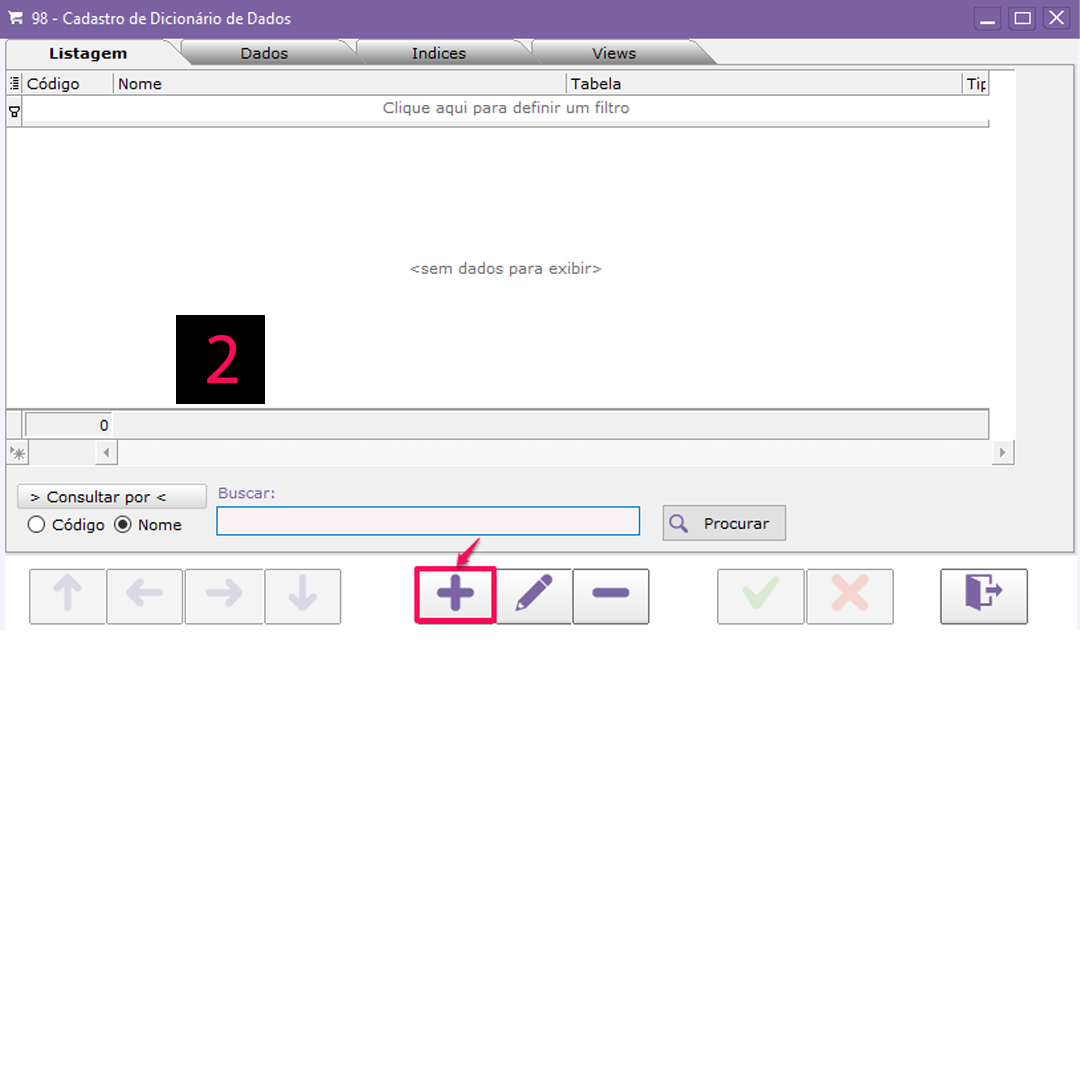 98 - Cadastro de Dicionário de Dados
Listagem Dados Indices Views
Código Nome Tabela Tip
Clique aqui para definir um filtro
<sem dados para exibir>
2
0
> Consultar por < Buscar:
Código Nome Procurar